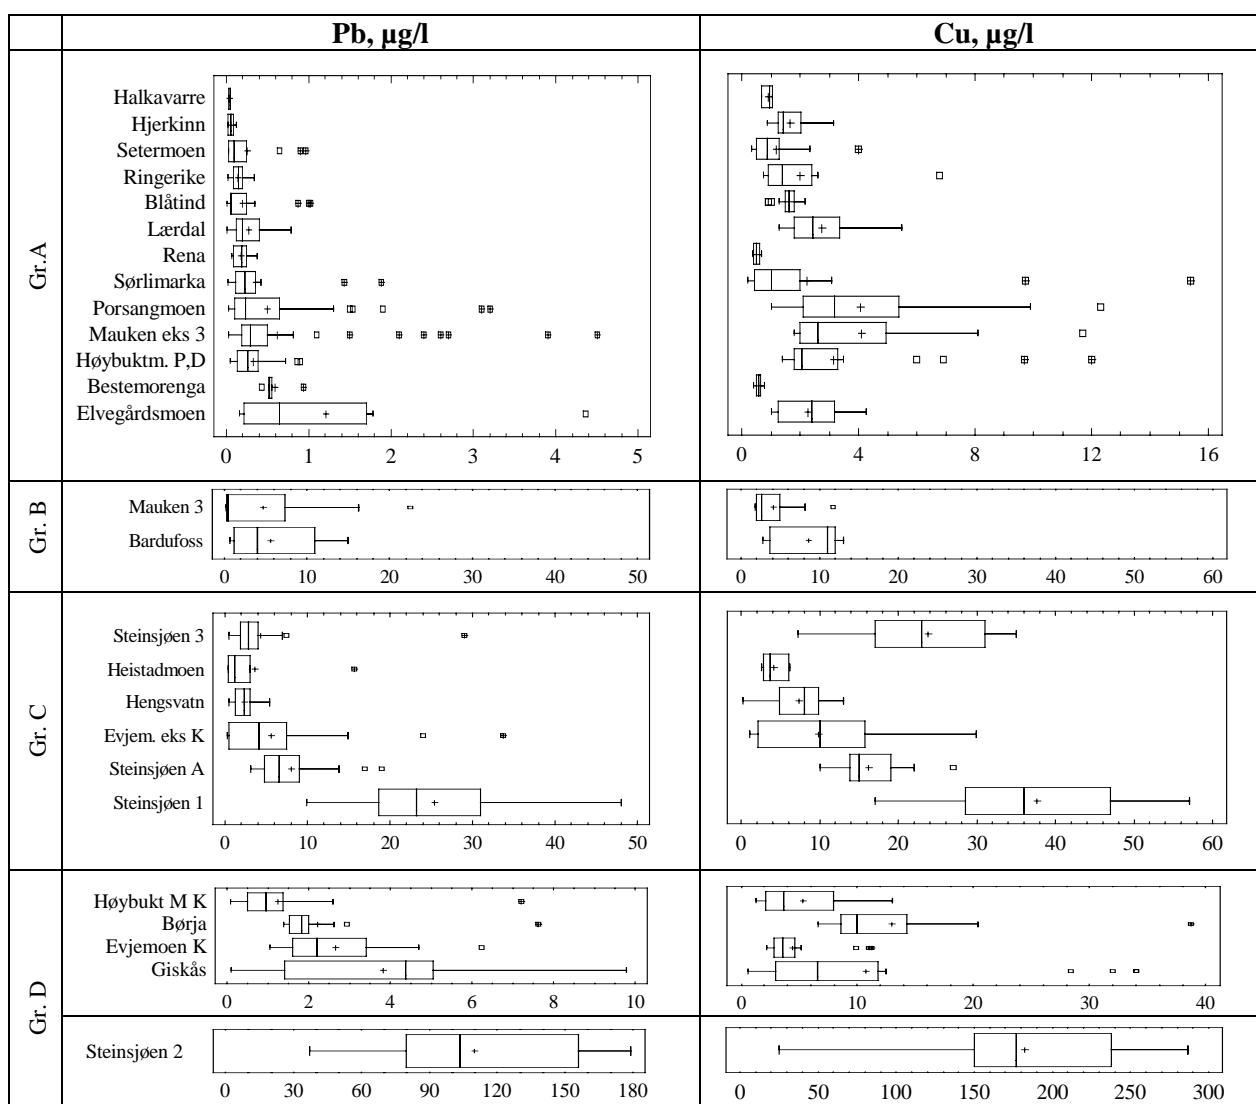 Pb, µg/l
Cu, µg/l
Gr.A
Halkavarre
Hjerkinn
Setermoen
Ringerike
Blåtind
Lærdal
Rena
Sørlimarka
Porsangmoen
Mauken eks 3
Høybuktm. P,D
Bestemorenga
Elvegårdsmoen
0 1 2 3 4 5
0 4 8 12 16
Gr. B
Mauken 3
Bardufoss
0 10 20 30 40 50
0 10 20 30 40 50 60
Gr. C
Steinsjøen 3
Heistadmoen
Hengsvatn
Evjem. eks K
Steinsjøen A
Steinsjøen 1
0 10 20 30 40 50
0 10 20 30 40 50 60
Gr. D
Høybukt M K
Børja
Evjemoen K
Giskås
0 2 4 6 8 10
0 10 20 30 40
Steinsjøen 2
0 30 60 90 120 150 180
0 50 100 150 200 250 300